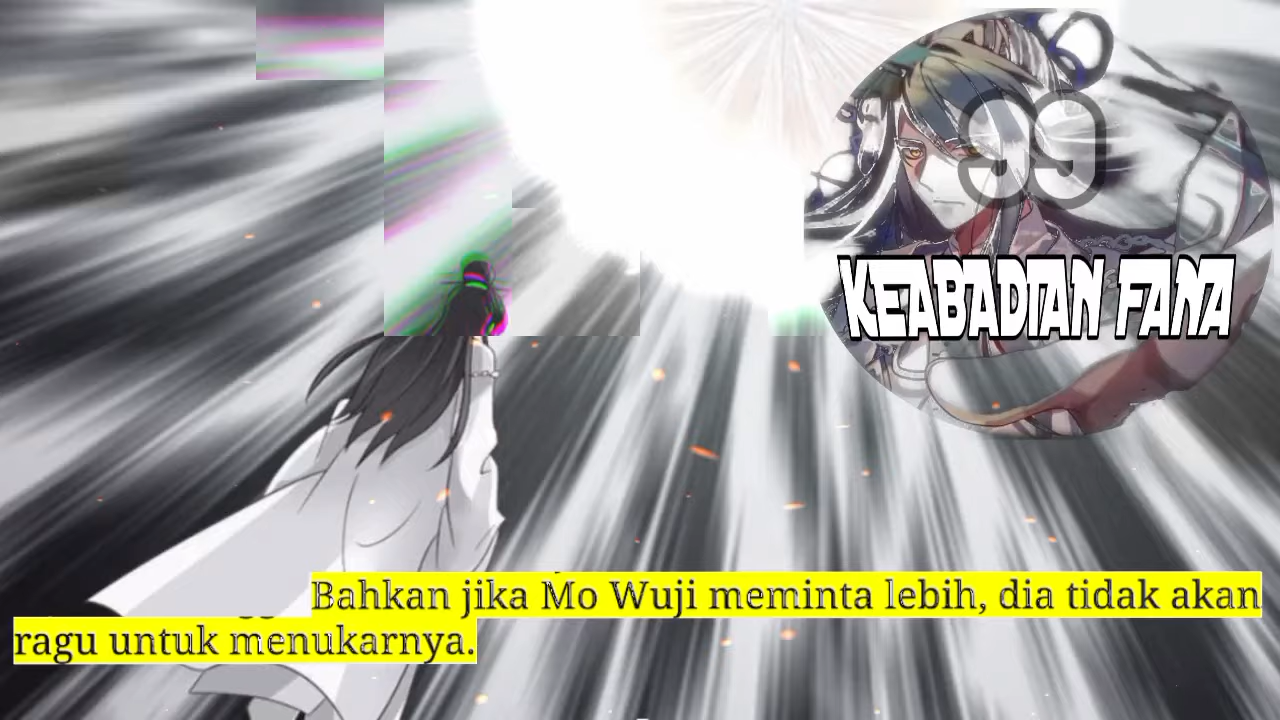 99
KEABADIAN FANA
Bahkan jika Mo Wuji meminta lebih, dia tidak akan
ragu untuk menukarnya.